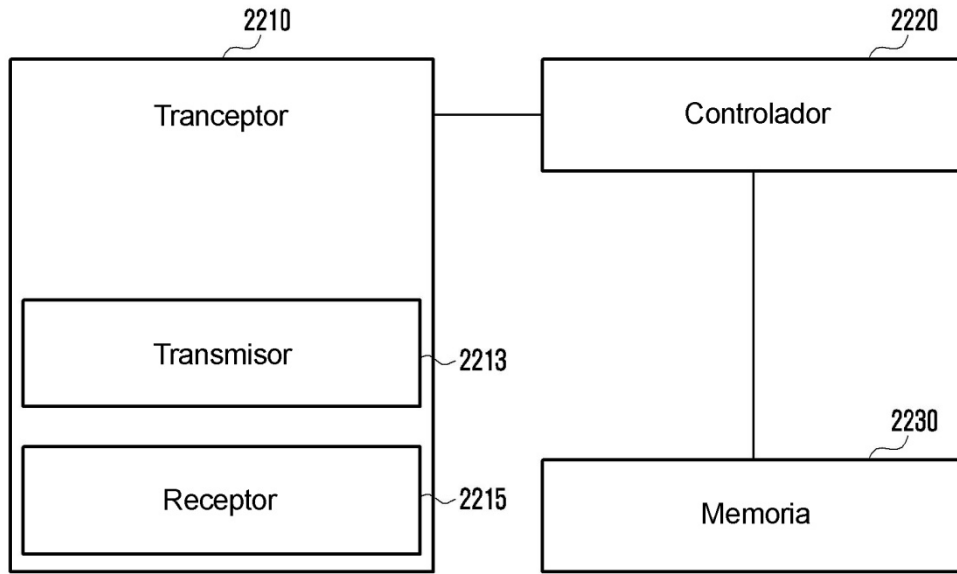 2210
2220
Tranceptor
Controlador
Transmisor
2213
2230
Receptor
2215
Memoria